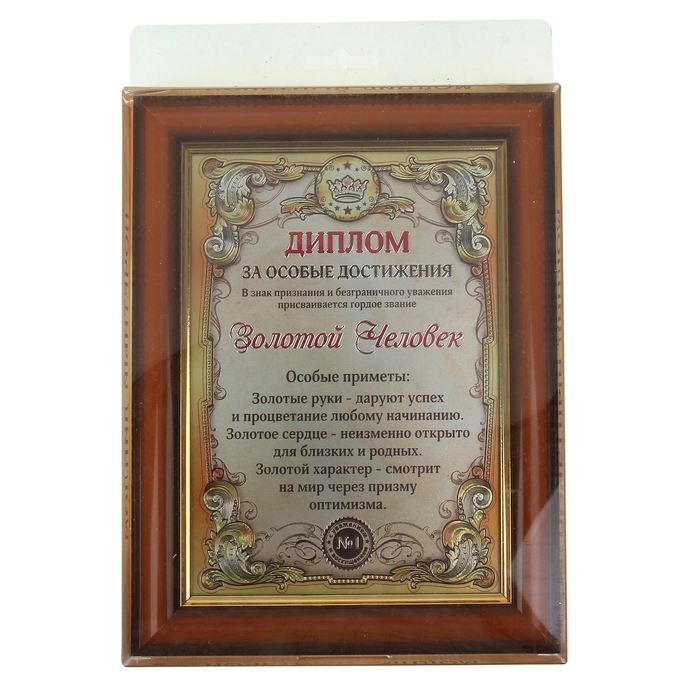 ДИПЛОМ
ЗА ОСОБЫЕ ДОСТИЖЕНИЯ
В знак признания и безграничного уважения
присваивается гордое звание
Золотой Человек
Особые приметы:
Золотые руки - даруют успех
и процветание любому начинанию.
Золотое сердце - неизменно открыто
для близких и родных.
Золотой характер - смотрит
на мир через призму
оптимизма.
№1